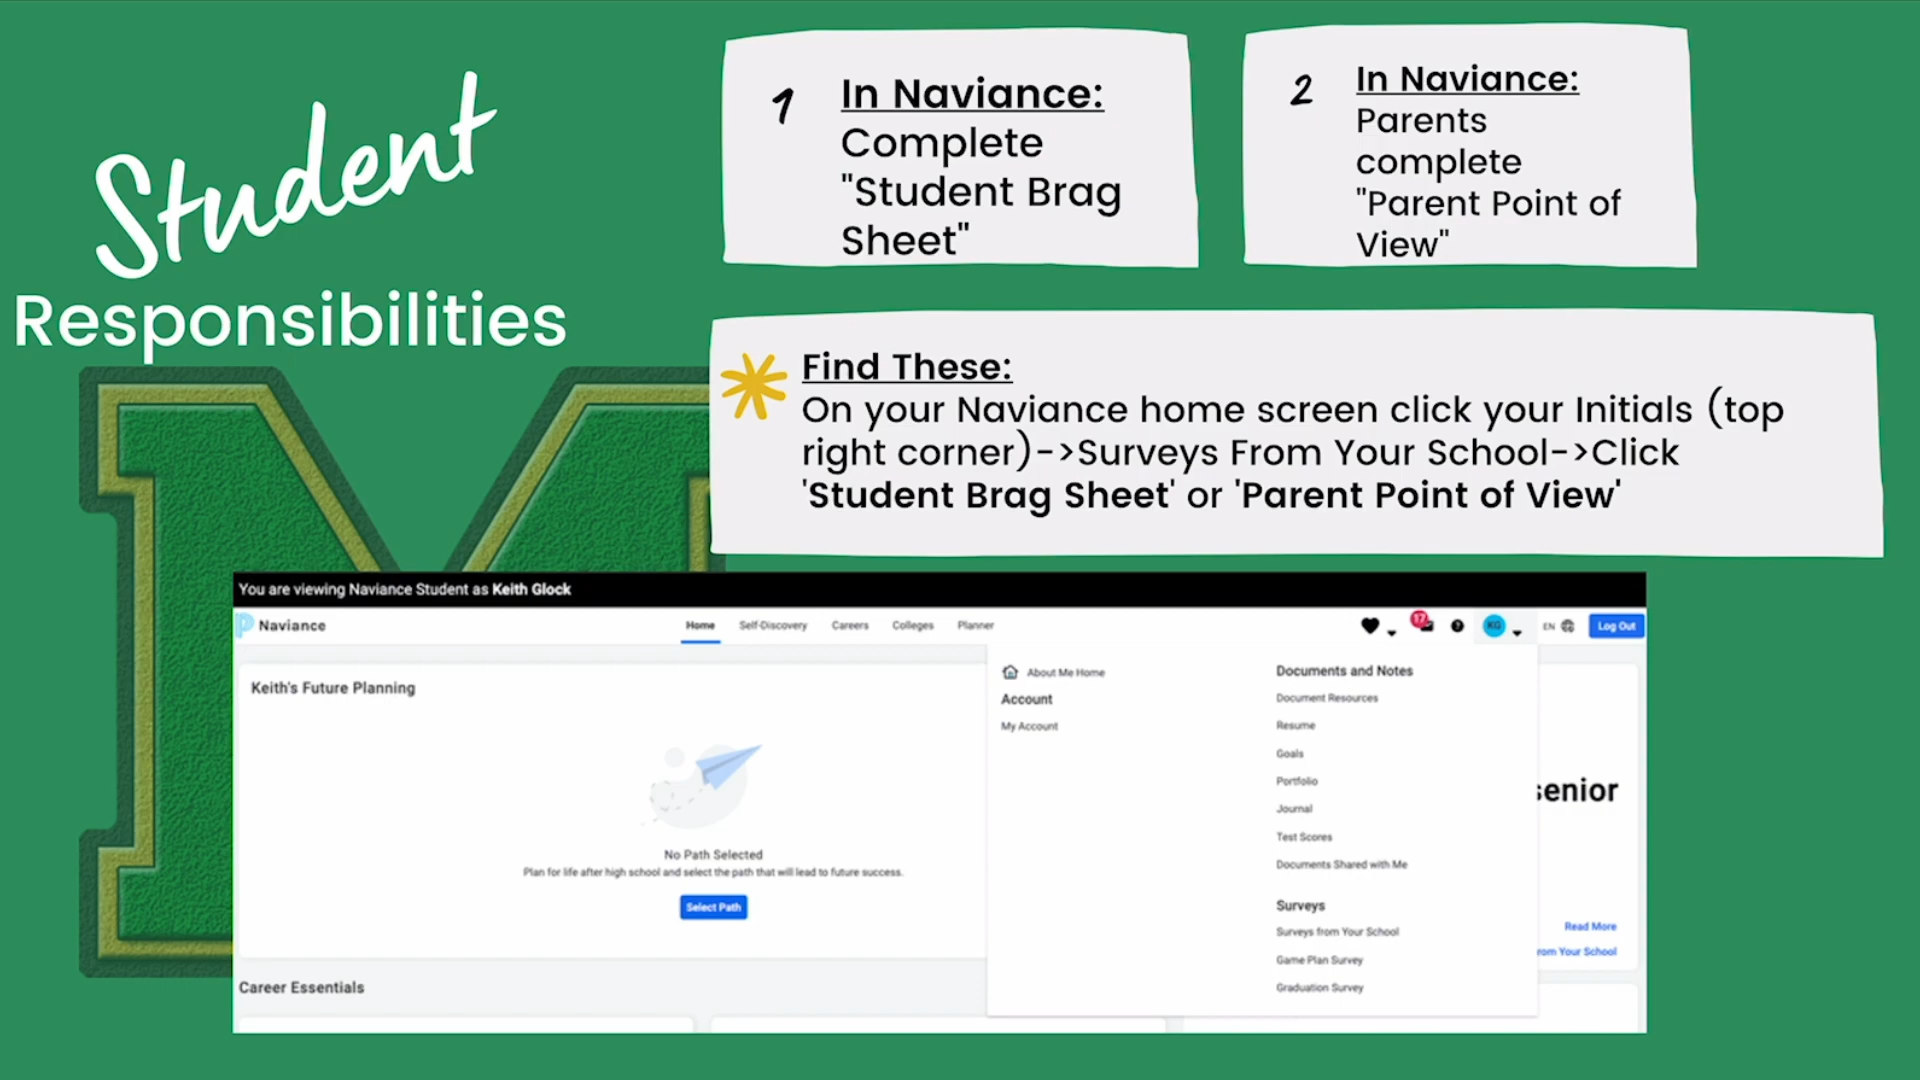 Student
Responsibilities
1
In Naviance:
Complete
"Student Brag
Sheet"
2
In Naviance:
Parents
complete
"Parent Point of
View"
Find These:
On your Naviance home screen click your Initials (top
right corner)->Surveys From Your School->Click
'Student Brag Sheet' or 'Parent Point of View'
You are viewing Naviance Student as Keith Glock
Naviance
Home
Self-Discovery
Careers
Colleges
Planner
17
KG
EN
Log Out
Keith's Future Planning
No Path Selected
Plan for life after high school and select the path that will lead to future success.
Select Path
Career Essentials
About Me Home
Account
My Account
Documents and Notes
Document Resources
Resume
Goals
Portfolio
Journal
Test Scores
Documents Shared with Me
Surveys
Surveys from Your School
Game Plan Survey
Graduation Survey
senior
Read More
rom Your School